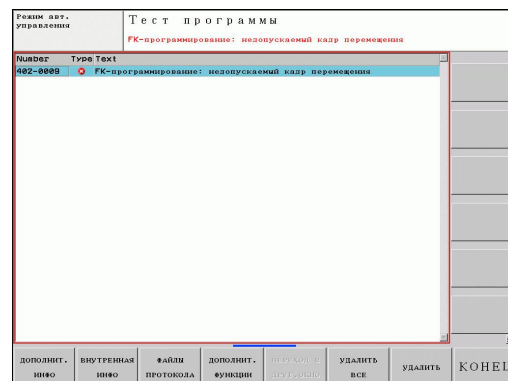 Режим авт.
управления
Тест программы
FK-программирование: недопускаемый кадр перемещения
Number Type Text
402-0009 FK-программирование: недопускаемый кадр перемещения
ДОПОЛНИТ.
ИНФО
ВНУТРЕННАЯ
ИНФО
ФАЙЛЫ
ПРОТОКОЛА
ДОПОЛНИТ.
ФУНКЦИИ
УДАЛИТЬ
ВСЕ
УДАЛИТЬ
КОНЕЦ